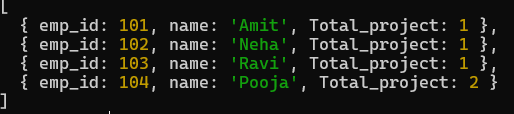 [
  { emp_id: 101, name: 'Amit', Total_project: 1 },
  { emp_id: 102, name: 'Neha', Total_project: 1 },
  { emp_id: 103, name: 'Ravi', Total_project: 1 },
  { emp_id: 104, name: 'Pooja', Total_project: 2 }
]